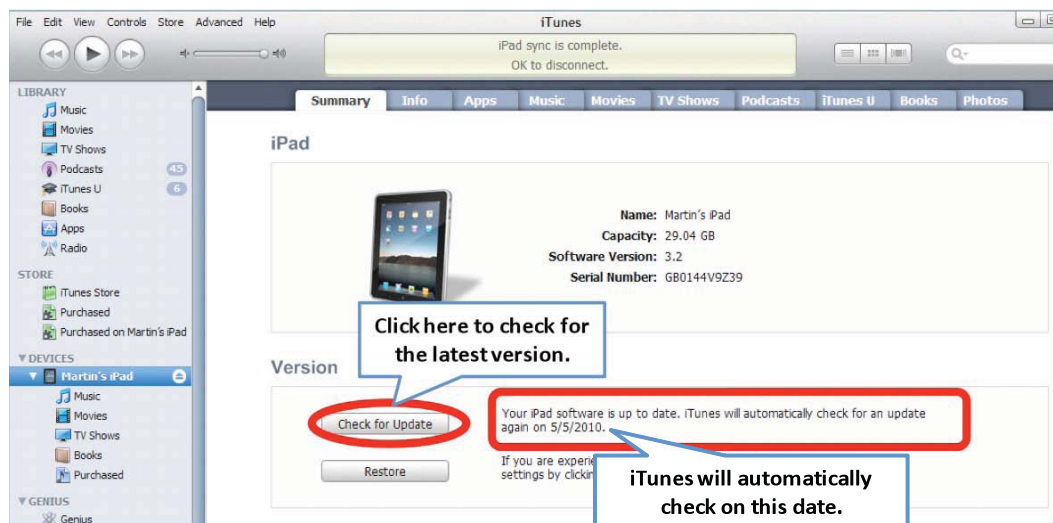 File Edit View Controls Store Advanced Help
iTunes
iPad sync is complete.
OK to disconnect.
LIBRARY
Music
Movies
TV Shows
Podcasts 45
iTunes U 6
Books
Apps
Radio
STORE
iTunes Store
Purchased
Purchased on Martin's iPad
DEVICES
Martin's iPad
Music
Movies
TV Shows
Books
Purchased
GENIUS
Genius
Summary Info Apps Music Movies TV Shows Podcasts iTunes U Books Photos
iPad
Name: Martin's iPad
Capacity: 29.04 GB
Software Version: 3.2
Serial Number: GB0144V9Z39
Click here to check for
the latest version.
Version
Check for Update
Your iPad software is up to date. iTunes will automatically check for an update
again on 5/5/2010.
Restore
If you are
settings by
iTunes will automatically
check on this date.